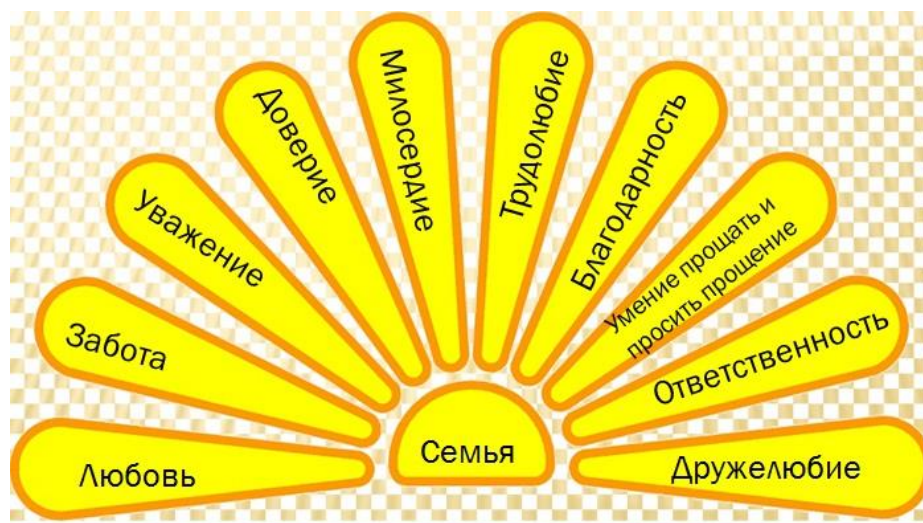 Любовь
Забота
Уважение
Доверие
Милосердие
Трудолюбие
Благодарность
Умение прощать и
просить прощение
Ответственность
Дружелюбие
Семья